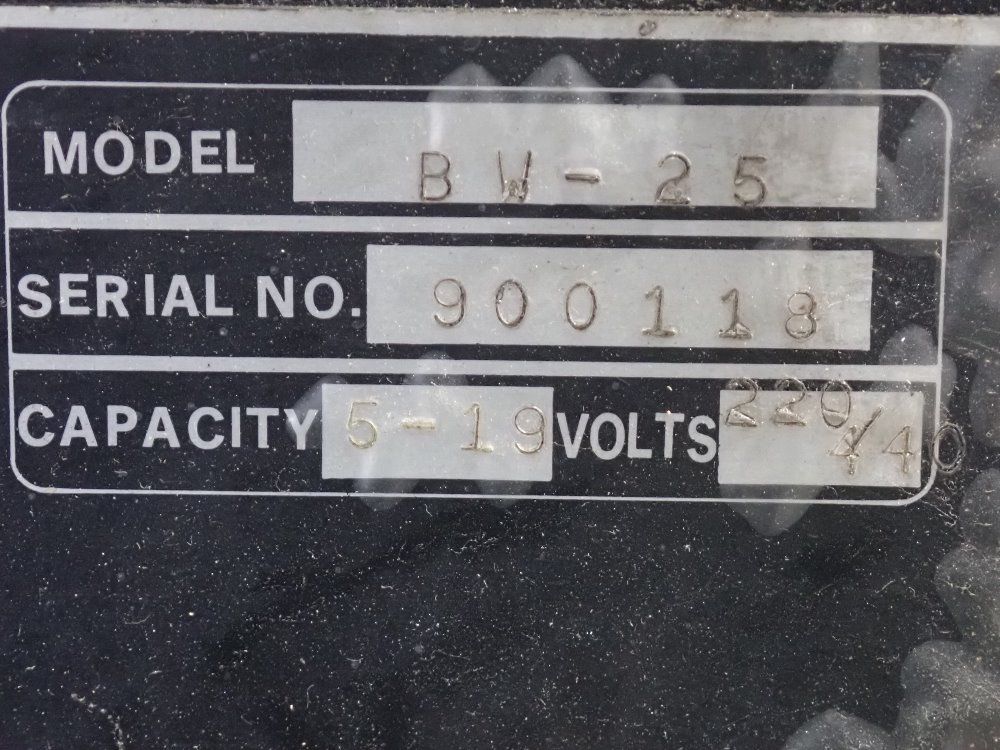 MODEL BW-25
SERIAL NO. 900118
CAPACITY 5-19 VOLTS 220/440